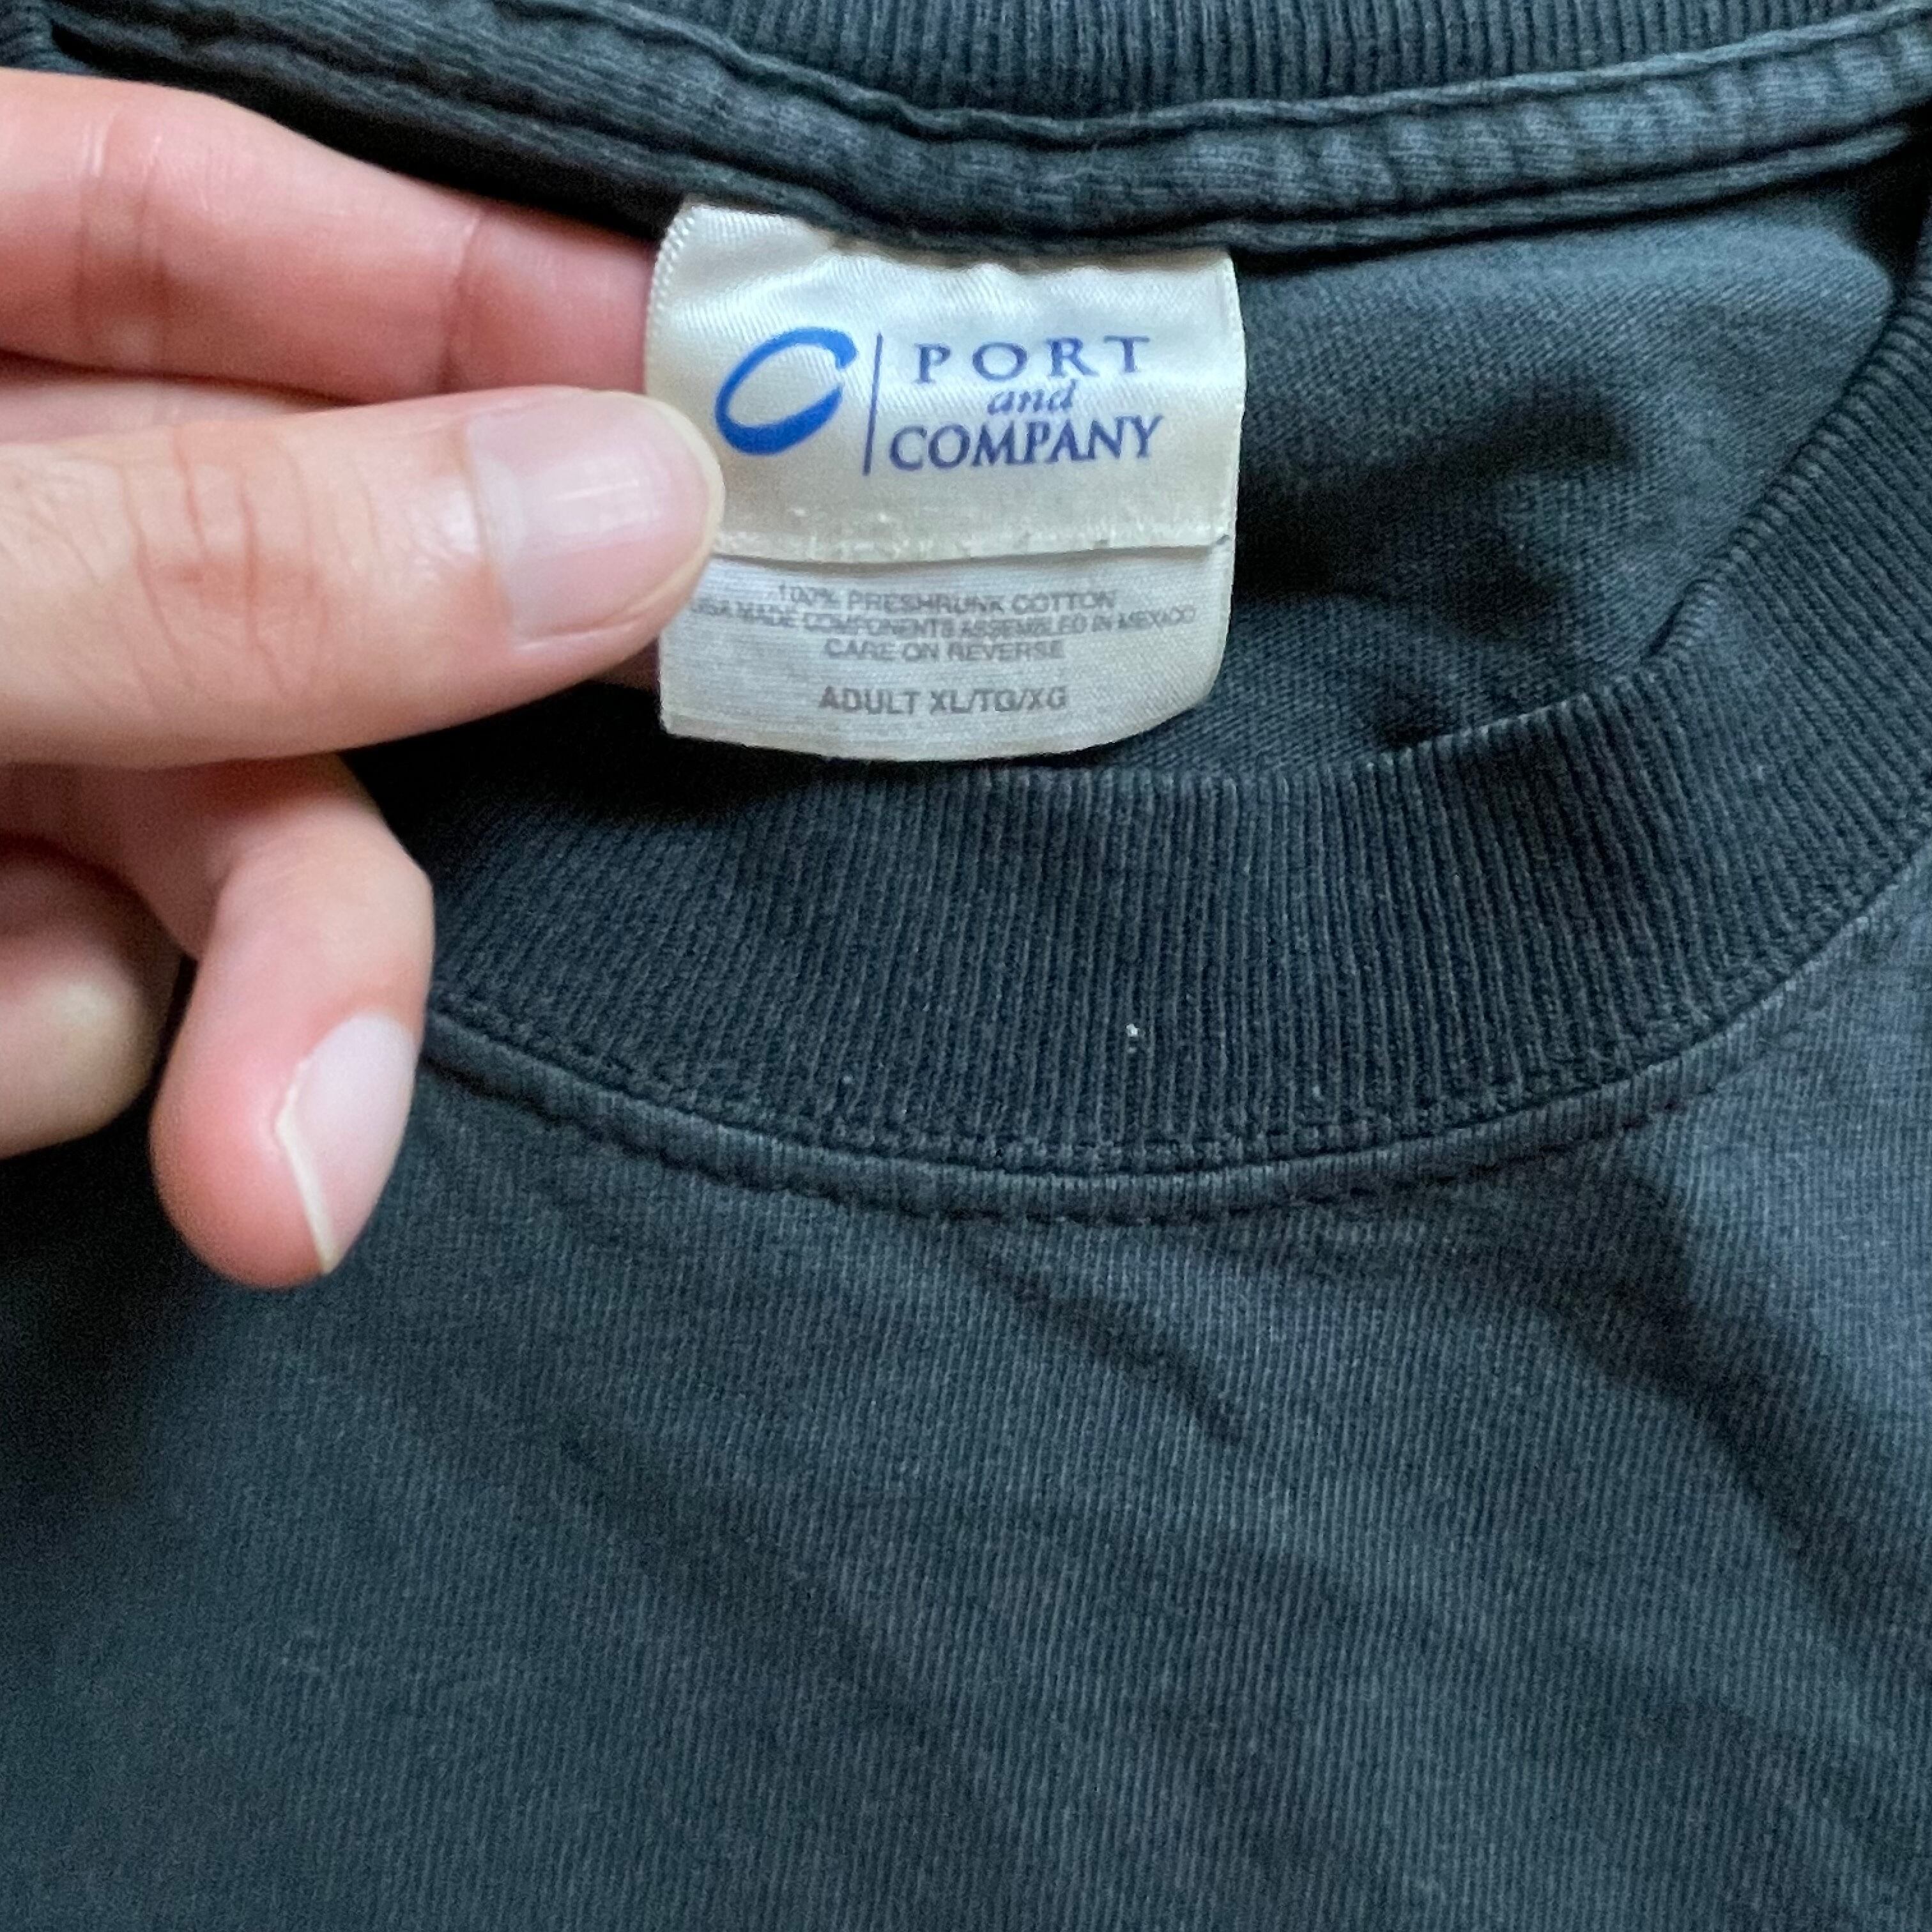 PORT
and
COMPANY
100% PRESHRUNK COTTON
USA MADE COMPONENTS ASSEMBLED IN MEXICO
CARE ON REVERSE
ADULT XL/TG/XG